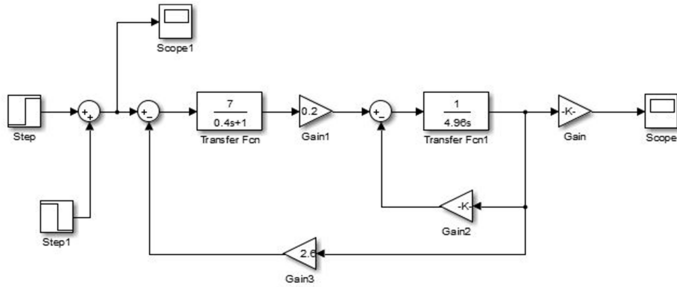 Scope1
Step
+
+
+
−
7
0.4s+1
Transfer Fcn
0.2
Gain1
+
−
1
4.96s
Transfer Fcn1
-K-
Gain
Scope
Step1
-K-
Gain2
2.6
Gain3